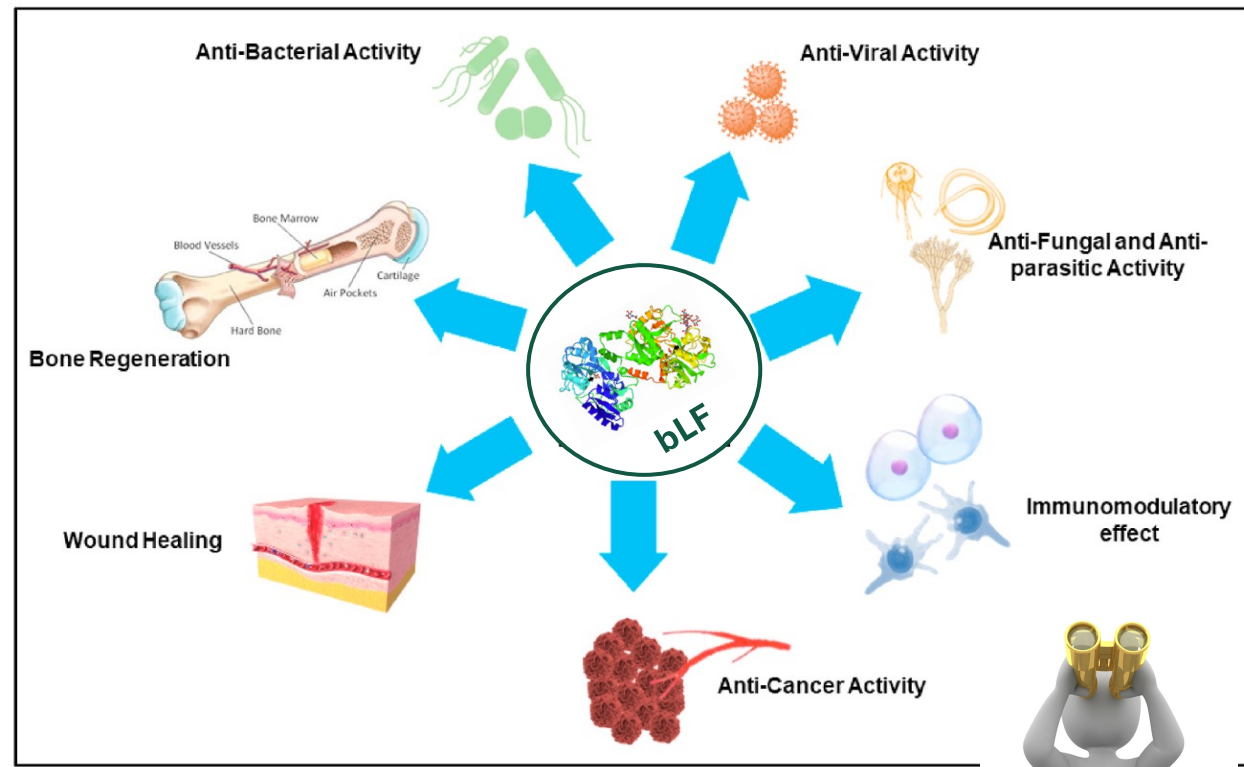 Anti-Bacterial Activity
Anti-Viral Activity
Anti-Fungal and Anti-
parasitic Activity
Bone Marrow
Blood Vessels
Cartilage
Air Pockets
Hard Bone
Bone Regeneration
bLF
Immunomodulatory
effect
Wound Healing
Anti-Cancer Activity